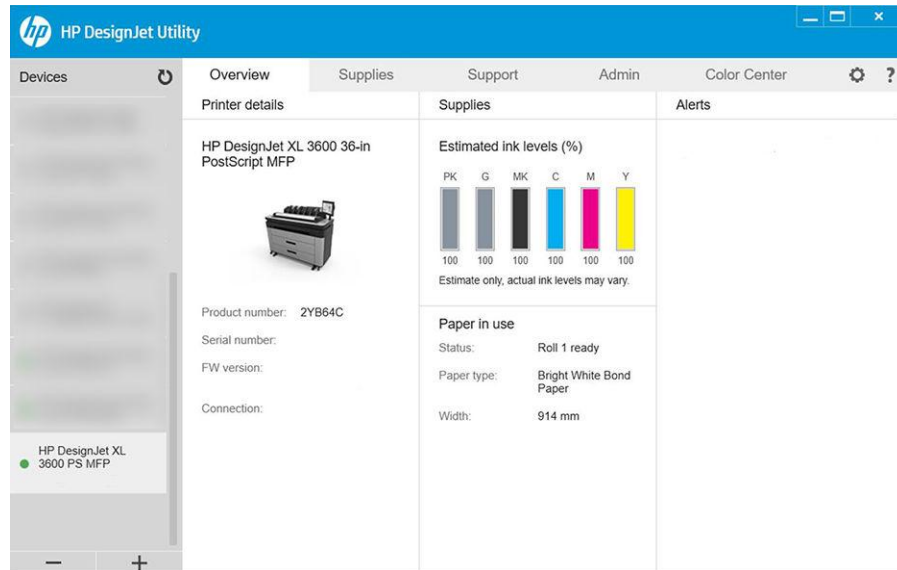 hp HP DesignJet Utility
Devices
Overview Supplies Support Admin Color Center ?
Printer details
Supplies
Alerts
HP DesignJet XL 3600 36-in
PostScript MFP
Product number: 2YB64C
Serial number:
FW version:
Connection:
Estimated ink levels (%)
PK G MK C M Y
100 100 100 100 100 100
Estimate only, actual ink levels may vary.
Paper in use
Status: Roll 1 ready
Paper type: Bright White Bond
Paper
Width: 914 mm
HP DesignJet XL
3600 PS MFP